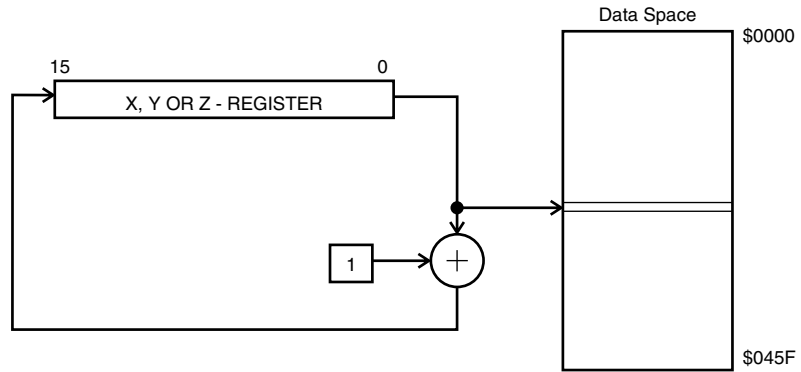 Data Space
$0000
15 0
X, Y OR Z - REGISTER
1
+
$045F